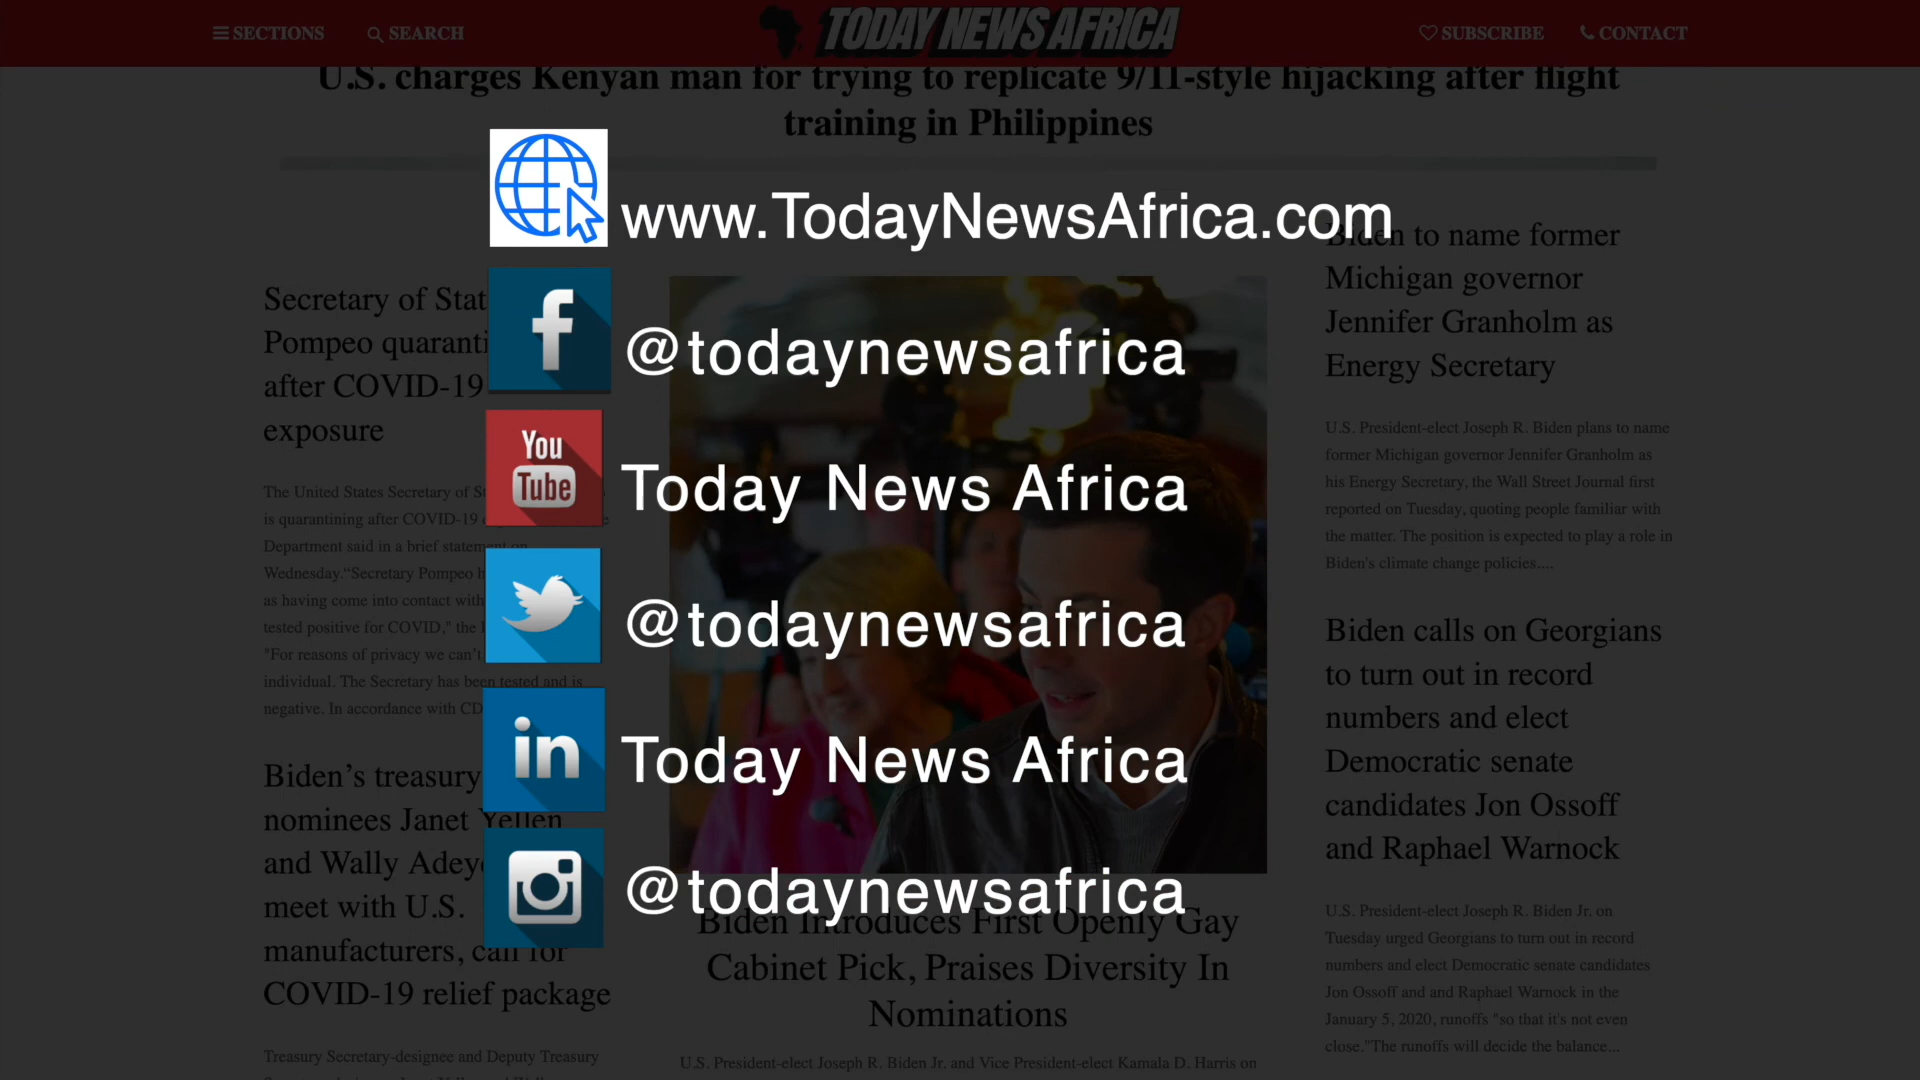 SECTIONS
SEARCH
TODAY NEWS AFRICA
SUBSCRIBE
CONTACT
U.S. charges Kenyan man for trying to replicate 9/11-style hijacking after flight
training in Philippines
www.TodayNewsAfrica.com
@todaynewsafrica
You
Tube
Today News Africa
@todaynewsafrica
in
Today News Africa
@todaynewsafrica
Secretary of Stat
Pompeo quaranti
after COVID-19
exposure
The United States Secretary of St
is quarantining after COVID-19
Department said in a brief statement on
Wednesday.“Secretary Pompeo h
as having come into contact with
tested positive for COVID," the
"For reasons of privacy we can't
individual. The Secretary has been tested and is
negative. In accordance with CD
Biden’s treasury
nominees Janet Yellen
and Wally Adey
meet with U.S.
manufacturers, call for
COVID-19 relief package
Treasury Secretary-designee and Deputy Treasury
Biden Introduces First Openly Gay
Cabinet Pick, Praises Diversity In
Nominations
U.S. President-elect Joseph R. Biden Jr. and Vice President-elect Kamala D. Harris on
Biden to name former
Michigan governor
Jennifer Granholm as
Energy Secretary
U.S. President-elect Joseph R. Biden plans to name
former Michigan governor Jennifer Granholm as
his Energy Secretary, the Wall Street Journal first
reported on Tuesday, quoting people familiar with
the matter. The position is expected to play a role in
Biden's climate change policies....
Biden calls on Georgians
to turn out in record
numbers and elect
Democratic senate
candidates Jon Ossoff
and Raphael Warnock
U.S. President-elect Joseph R. Biden Jr. on
Tuesday urged Georgians to turn out in record
numbers and elect Democratic senate candidates
Jon Ossoff and and Raphael Warnock in the
January 5, 2020, runoffs "so that it's not even
close."The runoffs will decide the balance...